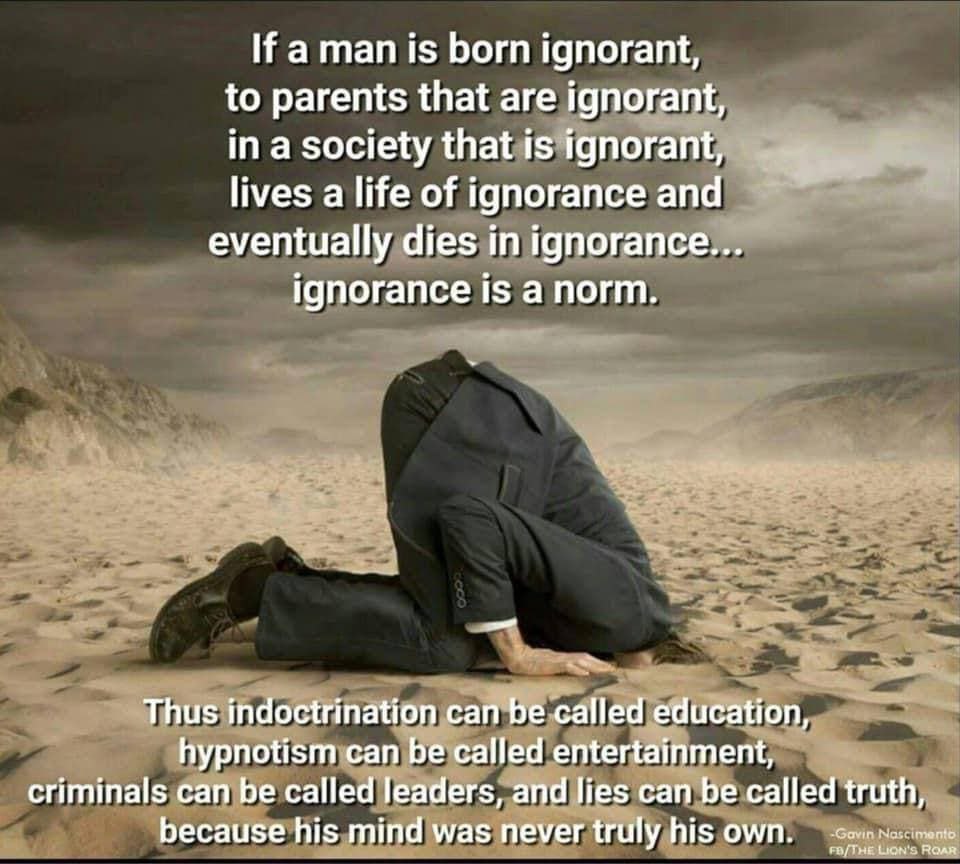 If a man is born ignorant,
to parents that are ignorant,
in a society that is ignorant,
lives a life of ignorance and
eventually dies in ignorance...
ignorance is a norm.
Thus indoctrination can be called education,
hypnotism can be called entertainment,
criminals can be called leaders, and lies can be called truth,
because his mind was never truly his own.
-Gavin Nascimento
FB/THE LION'S ROAR